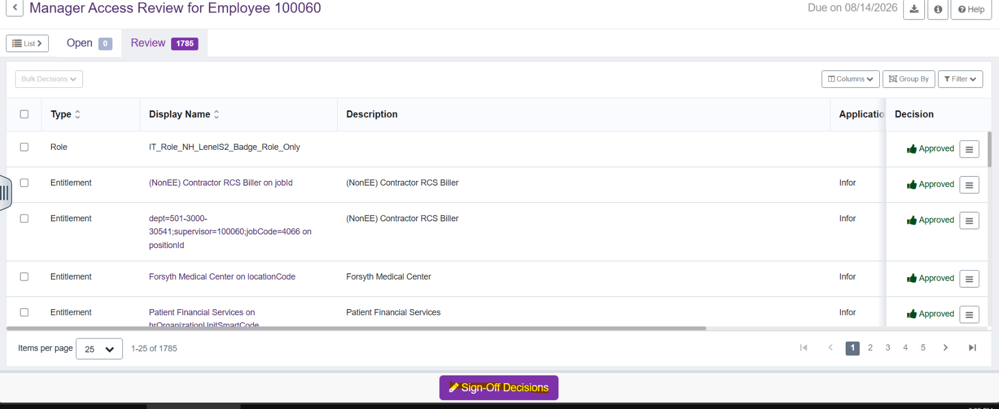 Manager Access Review for Employee 100060
Due on 08/14/2026
Help
List
Open 0
Review 1785
Bulk Decisions
Columns
Group By
Filter
Type
Display Name
Description
Applicatio
Decision
Role
IT_Role_NH_LenelS2_Badge_Role_Only
Approved
Entitlement
(NonEE) Contractor RCS Biller on jobId
(NonEE) Contractor RCS Biller
Infor
Approved
Entitlement
dept=501-3000-
30541;supervisor=100060;jobCode=4066 on
positionId
(NonEE) Contractor RCS Biller
Infor
Approved
Entitlement
Forsyth Medical Center on locationCode
Forsyth Medical Center
Infor
Approved
Entitlement
Patient Financial Services on
hrOrganizationUnitSmartCode
Patient Financial Services
Infor
Approved
Items per page 25 1-25 of 1785
1 2 3 4 5
Sign-Off Decisions